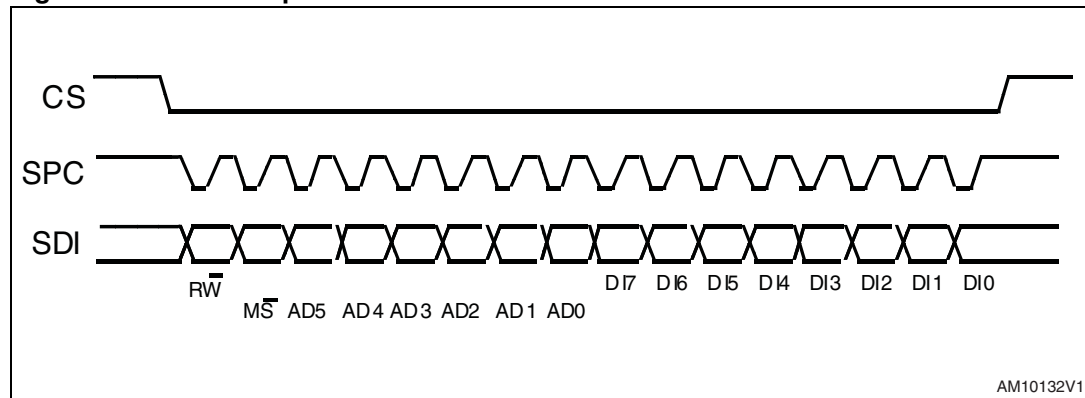 CS
SPC
SDI
RW̅ DI7 DI6 DI5 DI4 DI3 DI2 DI1 DI0
MS̅ AD5 AD4 AD3 AD2 AD1 AD0
AM10132V1